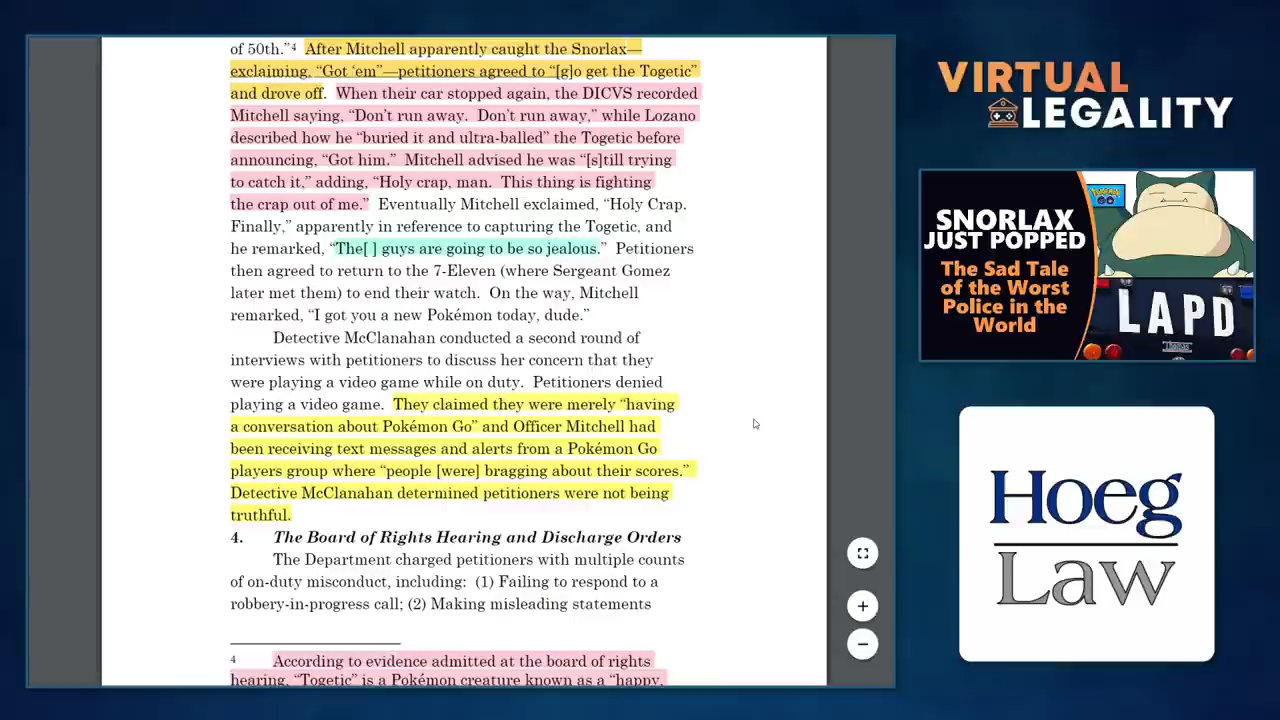 of 50th.”4 After Mitchell apparently caught the Snorlax—
exclaiming, “Got ‘em”—petitioners agreed to “[g]o get the Togetic”
and drove off. When their car stopped again, the DICVS recorded
Mitchell saying, “Don’t run away. Don’t run away,” while Lozano
described how he “buried it and ultra-balled” the Togetic before
announcing, “Got him.” Mitchell advised he was “[s]till trying
to catch it,” adding, “Holy crap, man. This thing is fighting
the crap out of me.” Eventually Mitchell exclaimed, “Holy Crap.
Finally,” apparently in reference to capturing the Togetic, and
he remarked, “The[ ] guys are going to be so jealous.” Petitioners
then agreed to return to the 7-Eleven (where Sergeant Gomez
later met them) to end their watch. On the way, Mitchell
remarked, “I got you a new Pokémon today, dude.”
Detective McClanahan conducted a second round of
interviews with petitioners to discuss her concern that they
were playing a video game while on duty. Petitioners denied
playing a video game. They claimed they were merely “having
a conversation about Pokémon Go” and Officer Mitchell had
been receiving text messages and alerts from a Pokémon Go
players group where “people [were] bragging about their scores.”
Detective McClanahan determined petitioners were not being
truthful.
4. The Board of Rights Hearing and Discharge Orders
The Department charged petitioners with multiple counts
of on-duty misconduct, including: (1) Failing to respond to a
robbery-in-progress call; (2) Making misleading statements
4 According to evidence admitted at the board of rights
hearing, “Togetic” is a Pokémon creature known as a “happy,
VIRTUAL
LEGALITY
SNORLAX
JUST POPPED
The Sad Tale
of the Worst
Police in the
World
LAPD
Hoeg
Law